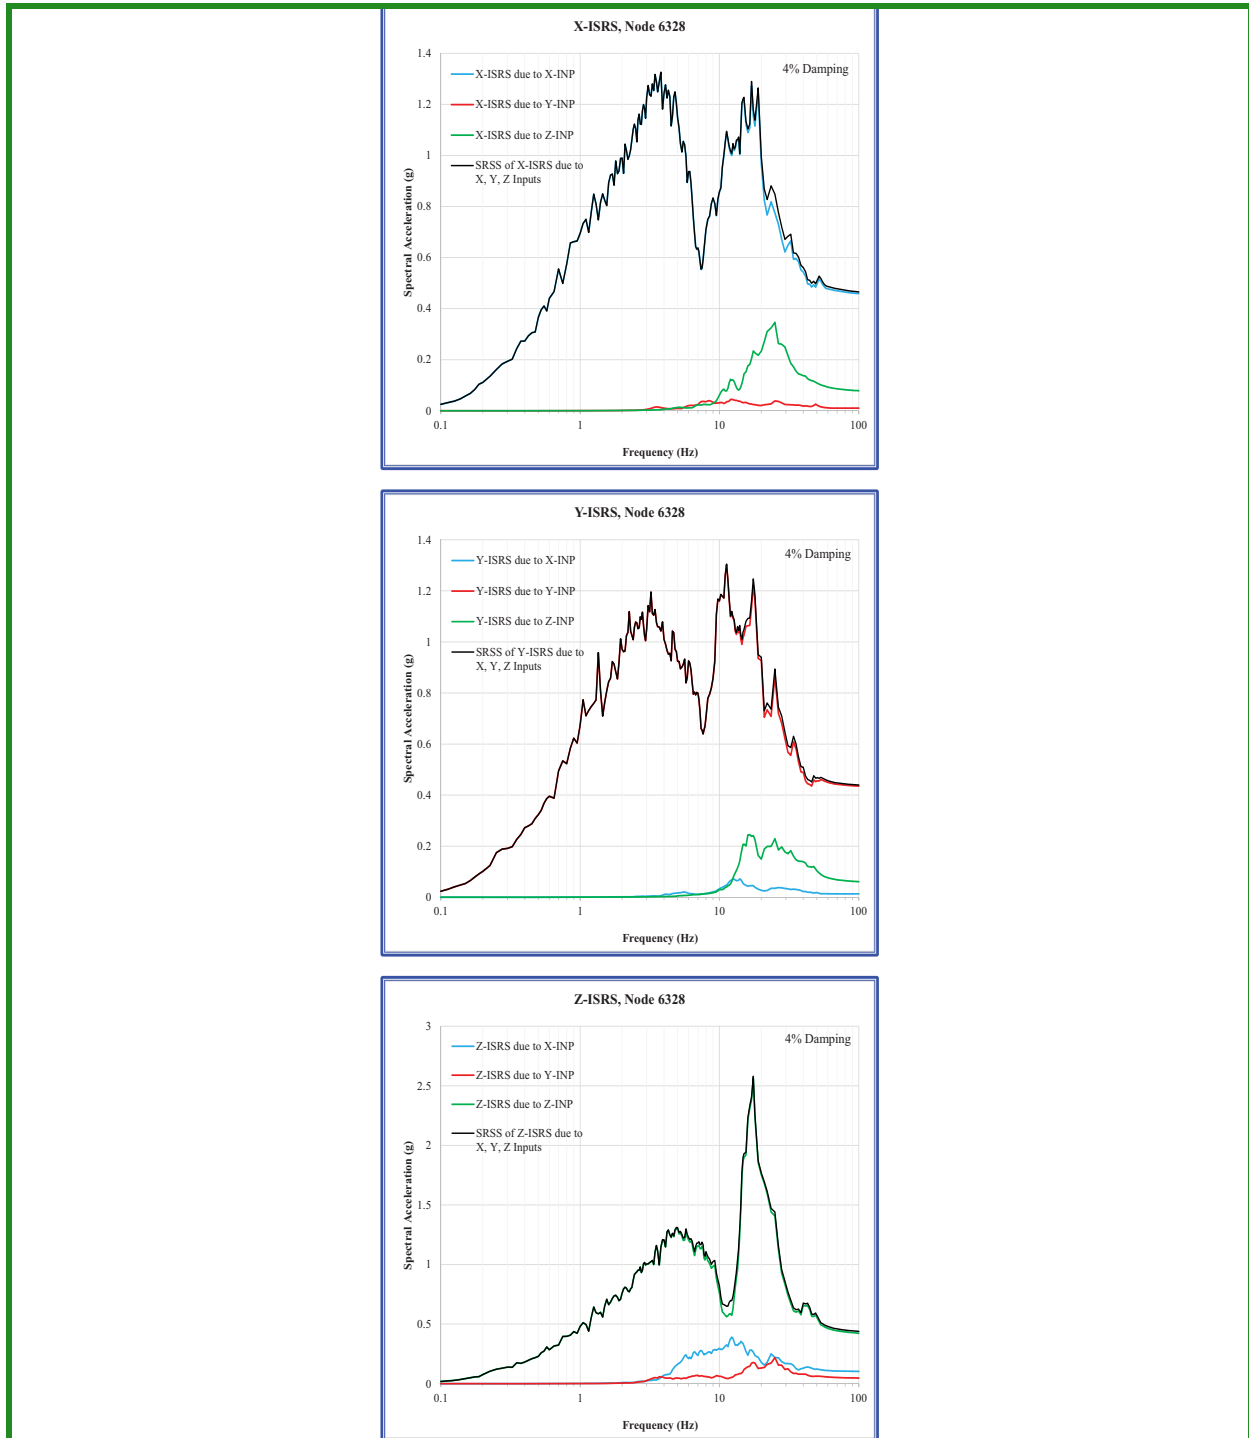 X-ISRS, Node 6328
1.4
4% Damping
X-ISRS due to X-INP
1.2
X-ISRS due to Y-INP
X-ISRS due to Z-INP
1
SRSS of X-ISRS due to
X, Y, Z Inputs
0.8
0.6
0.4
0.2
0
Spectral Acceleration (g)
0.1 1 10 100
Frequency (Hz)
Y-ISRS, Node 6328
1.4
4% Damping
Y-ISRS due to X-INP
1.2
Y-ISRS due to Y-INP
Y-ISRS due to Z-INP
1
SRSS of Y-ISRS due to
X, Y, Z Inputs
0.8
0.6
0.4
0.2
0
Spectral Acceleration (g)
0.1 1 10 100
Frequency (Hz)
Z-ISRS, Node 6328
3
4% Damping
Z-ISRS due to X-INP
Z-ISRS due to Y-INP
2.5
Z-ISRS due to Z-INP
SRSS of Z-ISRS due to
2
X, Y, Z Inputs
1.5
1
0.5
0
Spectral Acceleration (g)
0.1 1 10 100
Frequency (Hz)